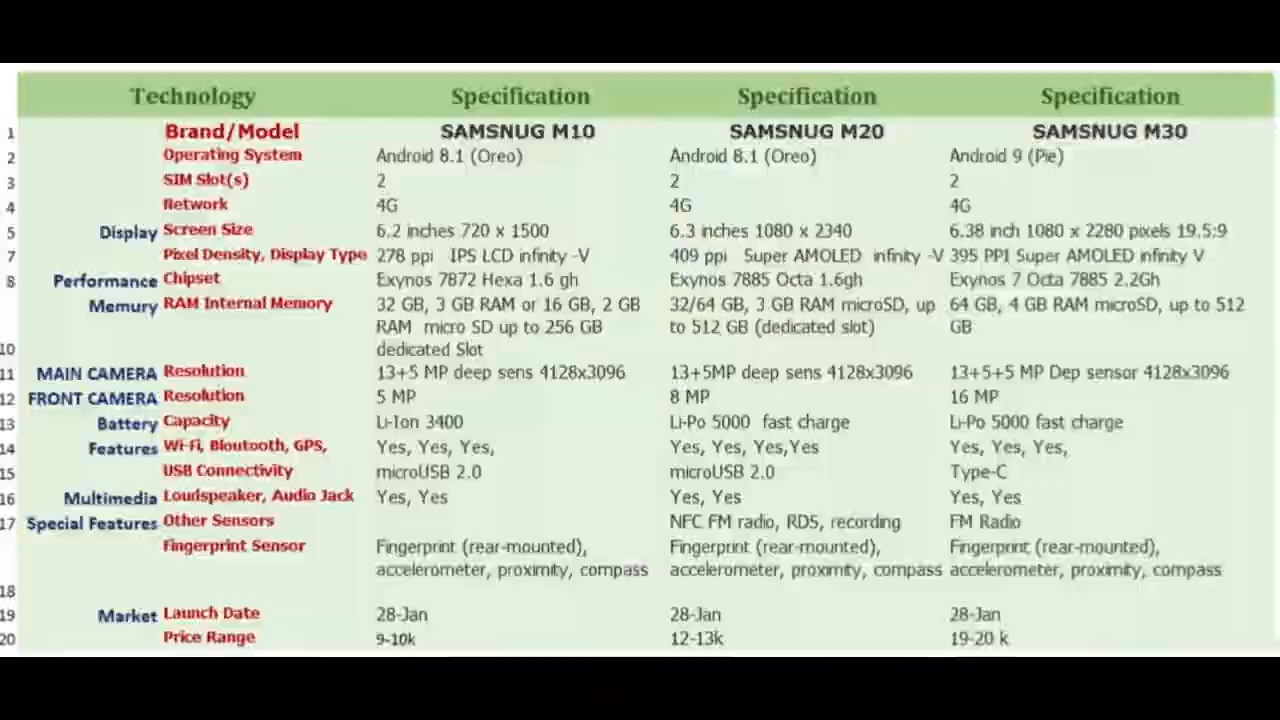 Technology Specification Specification Specification
1 Brand/Model SAMSNUG M10 SAMSNUG M20 SAMSNUG M30
2 Operating System Android 8.1 (Oreo) Android 8.1 (Oreo) Android 9 (Pie)
3 SIM Slot(s) 2 2 2
4 Network 4G 4G 4G
5 Display Screen Size 6.2 inches 720 x 1500 6.3 inches 1080 x 2340 6.38 inch 1080 x 2280 pixels 19.5:9
7 Pixel Density, Display Type 278 ppi IPS LCD infinity -V 409 ppi Super AMOLED infinity -V 395 PPI Super AMOLED infinity V
8 Performance Chipset Exynos 7872 Hexa 1.6 gh Exynos 7885 Octa 1.6gh Exynos 7 Octa 7885 2.2Gh
Memury RAM Internal Memory 32 GB, 3 GB RAM or 16 GB, 2 GB 32/64 GB, 3 GB RAM microSD, up 64 GB, 4 GB RAM microSD, up to 512
RAM micro SD up to 256 GB to 512 GB (dedicated slot) GB
10 dedicated Slot
11 MAIN CAMERA Resolution 13+5 MP deep sens 4128x3096 13+5MP deep sens 4128x3096 13+5+5 MP Dep sensor 4128x3096
12 FRONT CAMERA Resolution 5 MP 8 MP 16 MP
13 Battery Capacity Li-Ion 3400 Li-Po 5000 fast charge Li-Po 5000 fast charge
14 Features Wi-Fi, Bloutooth, GPS, Yes, Yes, Yes, Yes, Yes, Yes,Yes Yes, Yes, Yes,
15 USB Connectivity microUSB 2.0 microUSB 2.0 Type-C
16 Multimedia Loudspeaker, Audio Jack Yes, Yes Yes, Yes Yes, Yes
17 Special Features Other Sensors NFC FM radio, RDS, recording FM Radio
Fingerprint Sensor Fingerprint (rear-mounted), Fingerprint (rear-mounted), Fingerprint (rear-mounted),
accelerometer, proximity, compass accelerometer, proximity, compass accelerometer, proximity, compass
18
19 Market Launch Date 28-Jan 28-Jan 28-Jan
20 Price Range 9-10k 12-13k 19-20 k